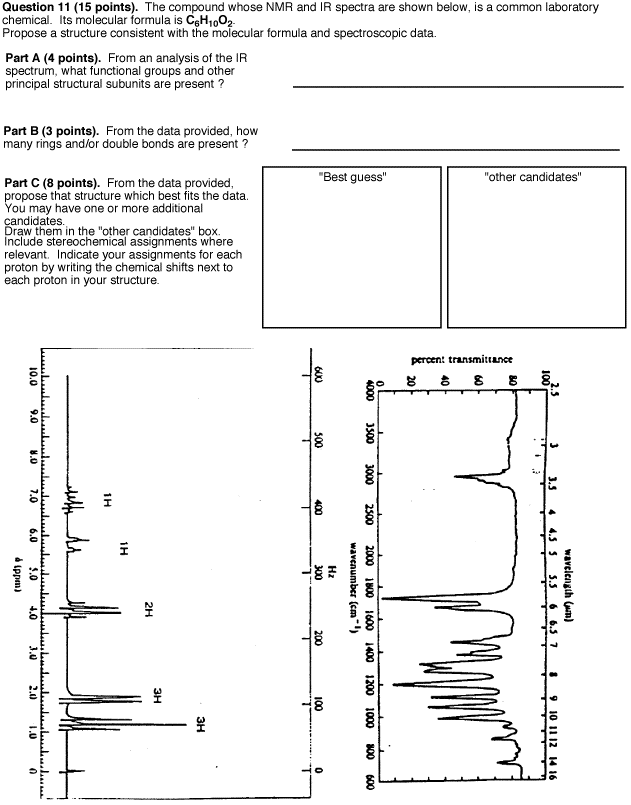 Question 11 (15 points). The compound whose NMR and IR spectra are shown below, is a common laboratory
chemical. Its molecular formula is C₆H₁₀O₂.
Propose a structure consistent with the molecular formula and spectroscopic data.
Part A (4 points). From an analysis of the IR
spectrum, what functional groups and other
principal structural subunits are present ?
Part B (3 points). From the data provided, how
many rings and/or double bonds are present ?
Part C (8 points). From the data provided,
propose that structure which best fits the data.
You may have one or more additional
candidates.
Draw them in the "other candidates" box.
Include stereochemical assignments where
relevant. Indicate your assignments for each
proton by writing the chemical shifts next to
each proton in your structure.
"Best guess"
"other candidates"
600
500
400
Hz
300
200
100
0
1H
1H
2H
3H
3H
10.0
9.0
8.0
7.0
6.0
5.0
4.0
3.0
2.0
1.0
0
δ (ppm)
percent transmittance
0
20
40
60
80
100
wavelength (μm)
2.5
3
3.5
4
4.5
5
5.5
6
6.5
7
8
9
10
11
12
14
16
4000
3500
3000
2500
2000
1800
1600
1400
1200
1000
800
600
wavenumber (cm⁻¹)